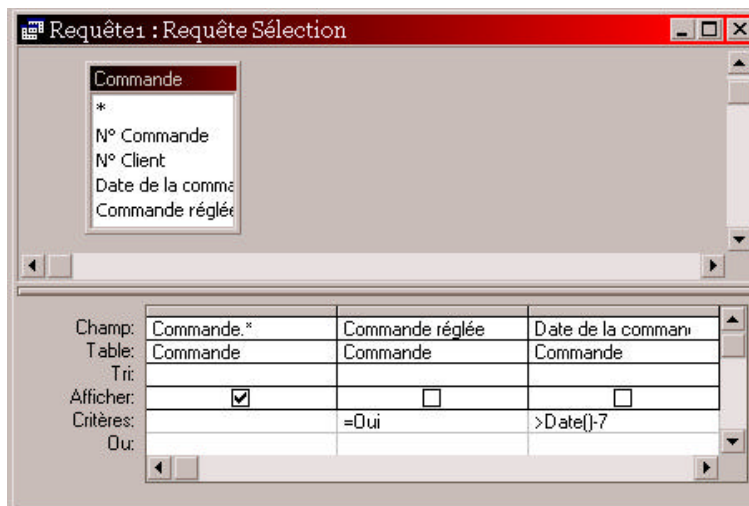 Requête1 : Requête Sélection
Commande
*
N° Commande
N° Client
Date de la comma
Commande réglée
Champ: Commande.* Commande réglée Date de la comman
Table: Commande Commande Commande
Tri:
Afficher:
Critères: =Oui >Date()-7
Ou: